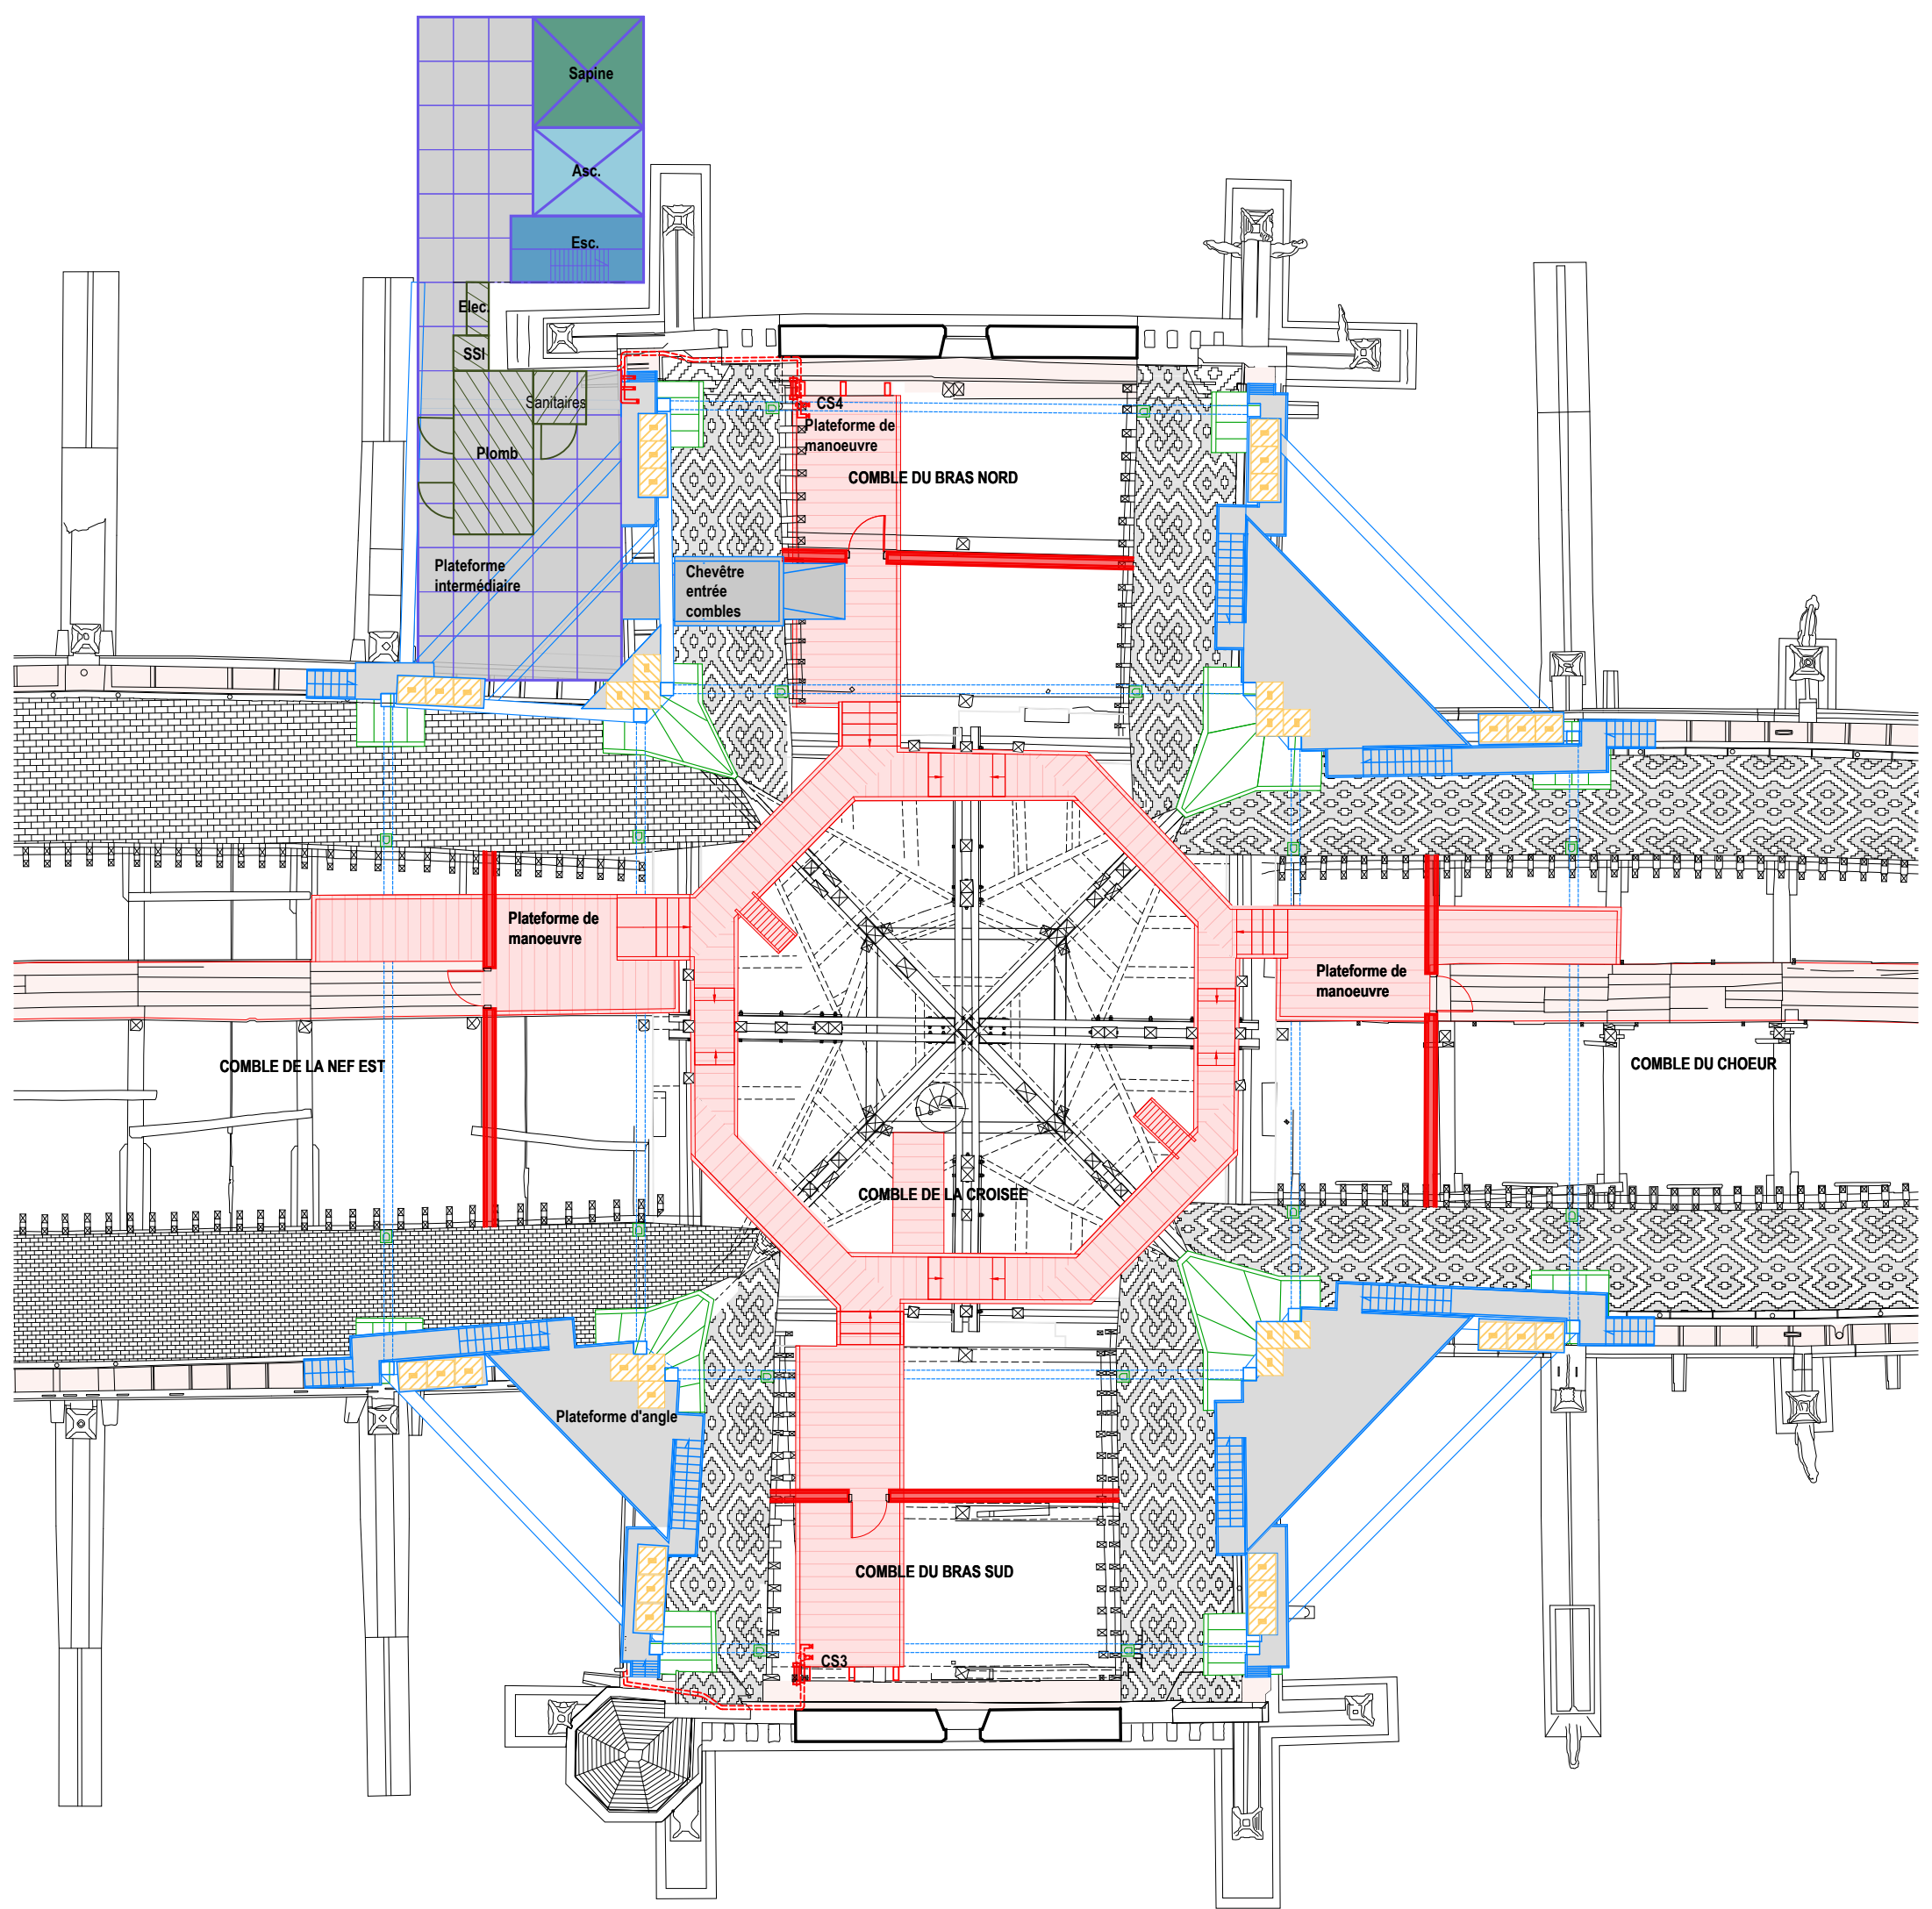 Sapine
Asc.
Esc.
Elec.
SSI
Sanitaires
CS4
Plateforme de
manoeuvre
Plomb
COMBLE DU BRAS NORD
Plateforme
intermédiaire
Chevêtre
entrée
combles
Plateforme de
manoeuvre
Plateforme de
manoeuvre
COMBLE DE LA NEF EST
COMBLE DU CHOEUR
COMBLE DE LA CROISEE
Plateforme d'angle
COMBLE DU BRAS SUD
CS3